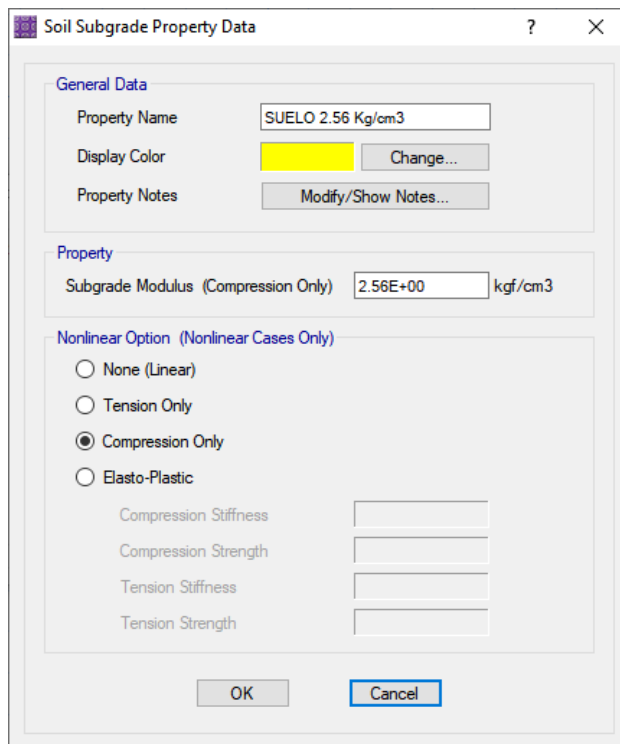 Soil Subgrade Property Data ?
General Data
Property Name SUELO 2.56 Kg/cm3
Display Color Change...
Property Notes Modify/Show Notes...
Property
Subgrade Modulus (Compression Only) 2.56E+00 kgf/cm3
Nonlinear Option (Nonlinear Cases Only)
None (Linear)
Tension Only
Compression Only
Elasto-Plastic
Compression Stiffness
Compression Strength
Tension Stiffness
Tension Strength
OK Cancel